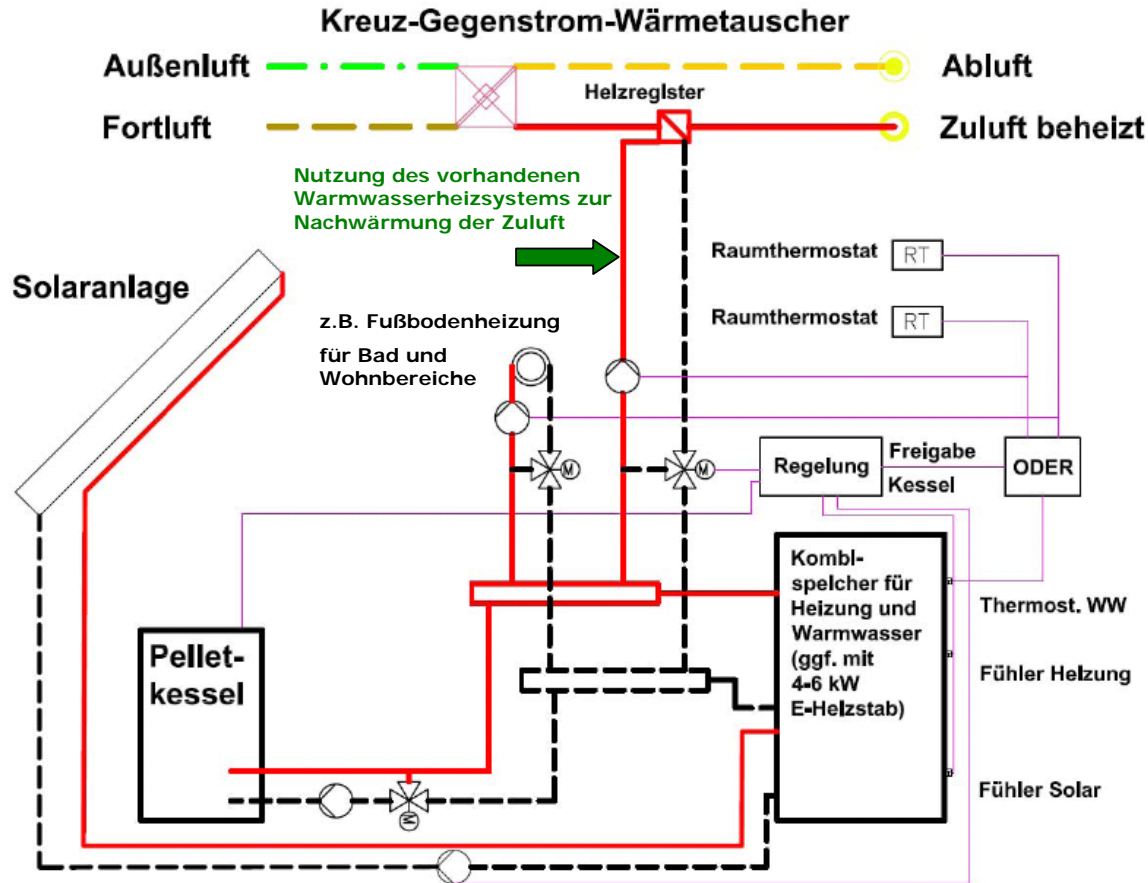 Kreuz-Gegenstrom-Wärmetauscher
Außenluft
Abluft
Helzreglster
Fortluft
Zuluft beheizt
Nutzung des vorhandenen
Warmwasserheizsystems zur
Nachwärmung der Zuluft
Raumthermostat
RT
Solaranlage
Raumthermostat
RT
z.B. Fußbodenheizung
für Bad und
Wohnbereiche
Regelung
Freigabe
Kessel
ODER
M
M
Kombl-
spelcher für
Heizung und
Warmwasser
(ggf. mit
4-6 kW
E-Helzstab)
Thermost. WW
Fühler Helzung
Fühler Solar
Pellet-
kessel
M